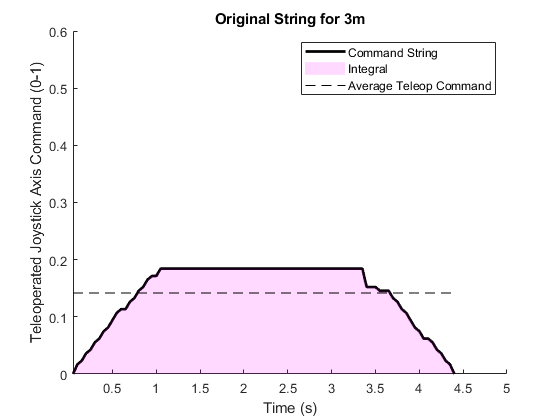 Original String for 3m
Teleoperated Joystick Axis Command (0-1)
0.6
0.5
0.4
0.3
0.2
0.1
0
Command String
Integral
Average Teleop Command
0.5 1 1.5 2 2.5 3 3.5 4 4.5 5
Time (s)